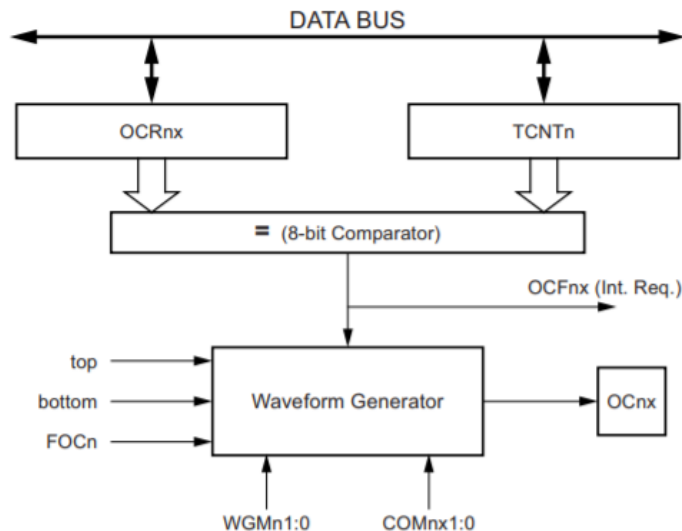 DATA BUS
OCRnx
TCNTn
= (8-bit Comparator)
OCFnx (Int. Req.)
top
bottom
FOCn
Waveform Generator
OCnx
WGMn1:0
COMnx1:0